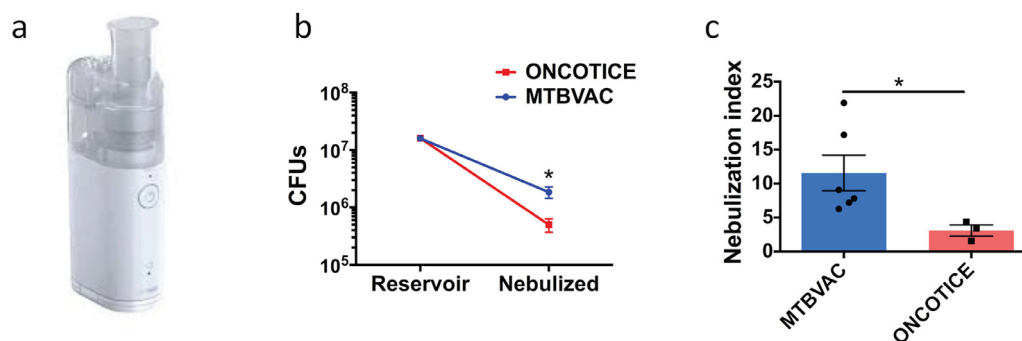 a
b
ONCOTICE
MTBVAC
CFUs
10⁸
10⁷
10⁶
10⁵
*
Reservoir
Nebulized
c
Nebulization index
25
20
15
10
5
0
*
MTBVAC
ONCOTICE